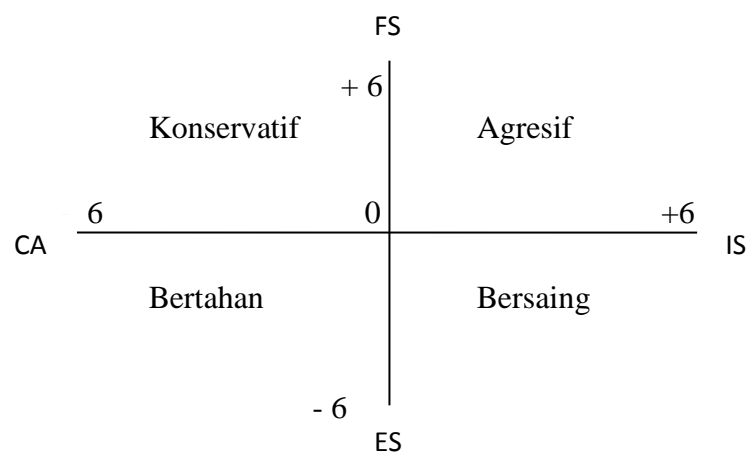 FS
+ 6
Konservatif Agresif
6 0 +6
CA IS
Bertahan Bersaing
- 6
ES